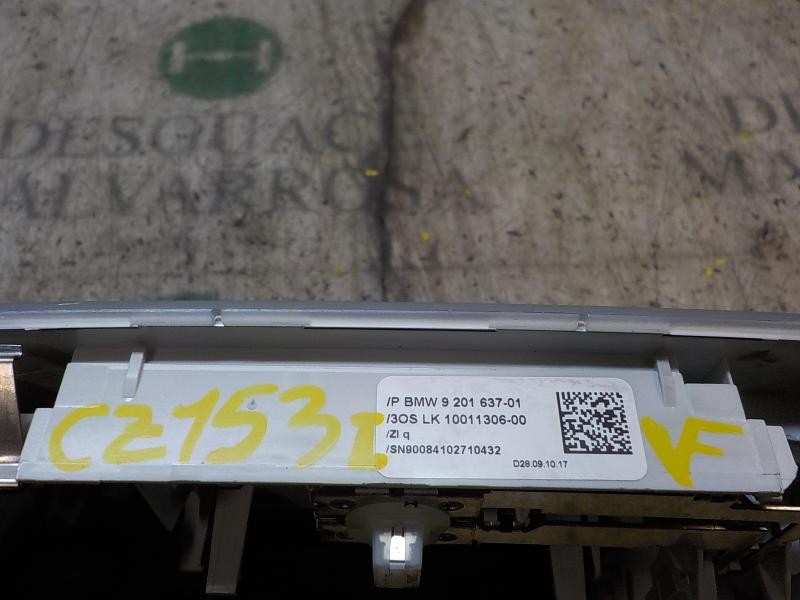 DESGUACE
ALVARROSA
/P BMW 9 201 637-01
/3OS LK 10011306-00
/ZI q
/SN90084102710432
D28.09.10.17
CZ153I
VF